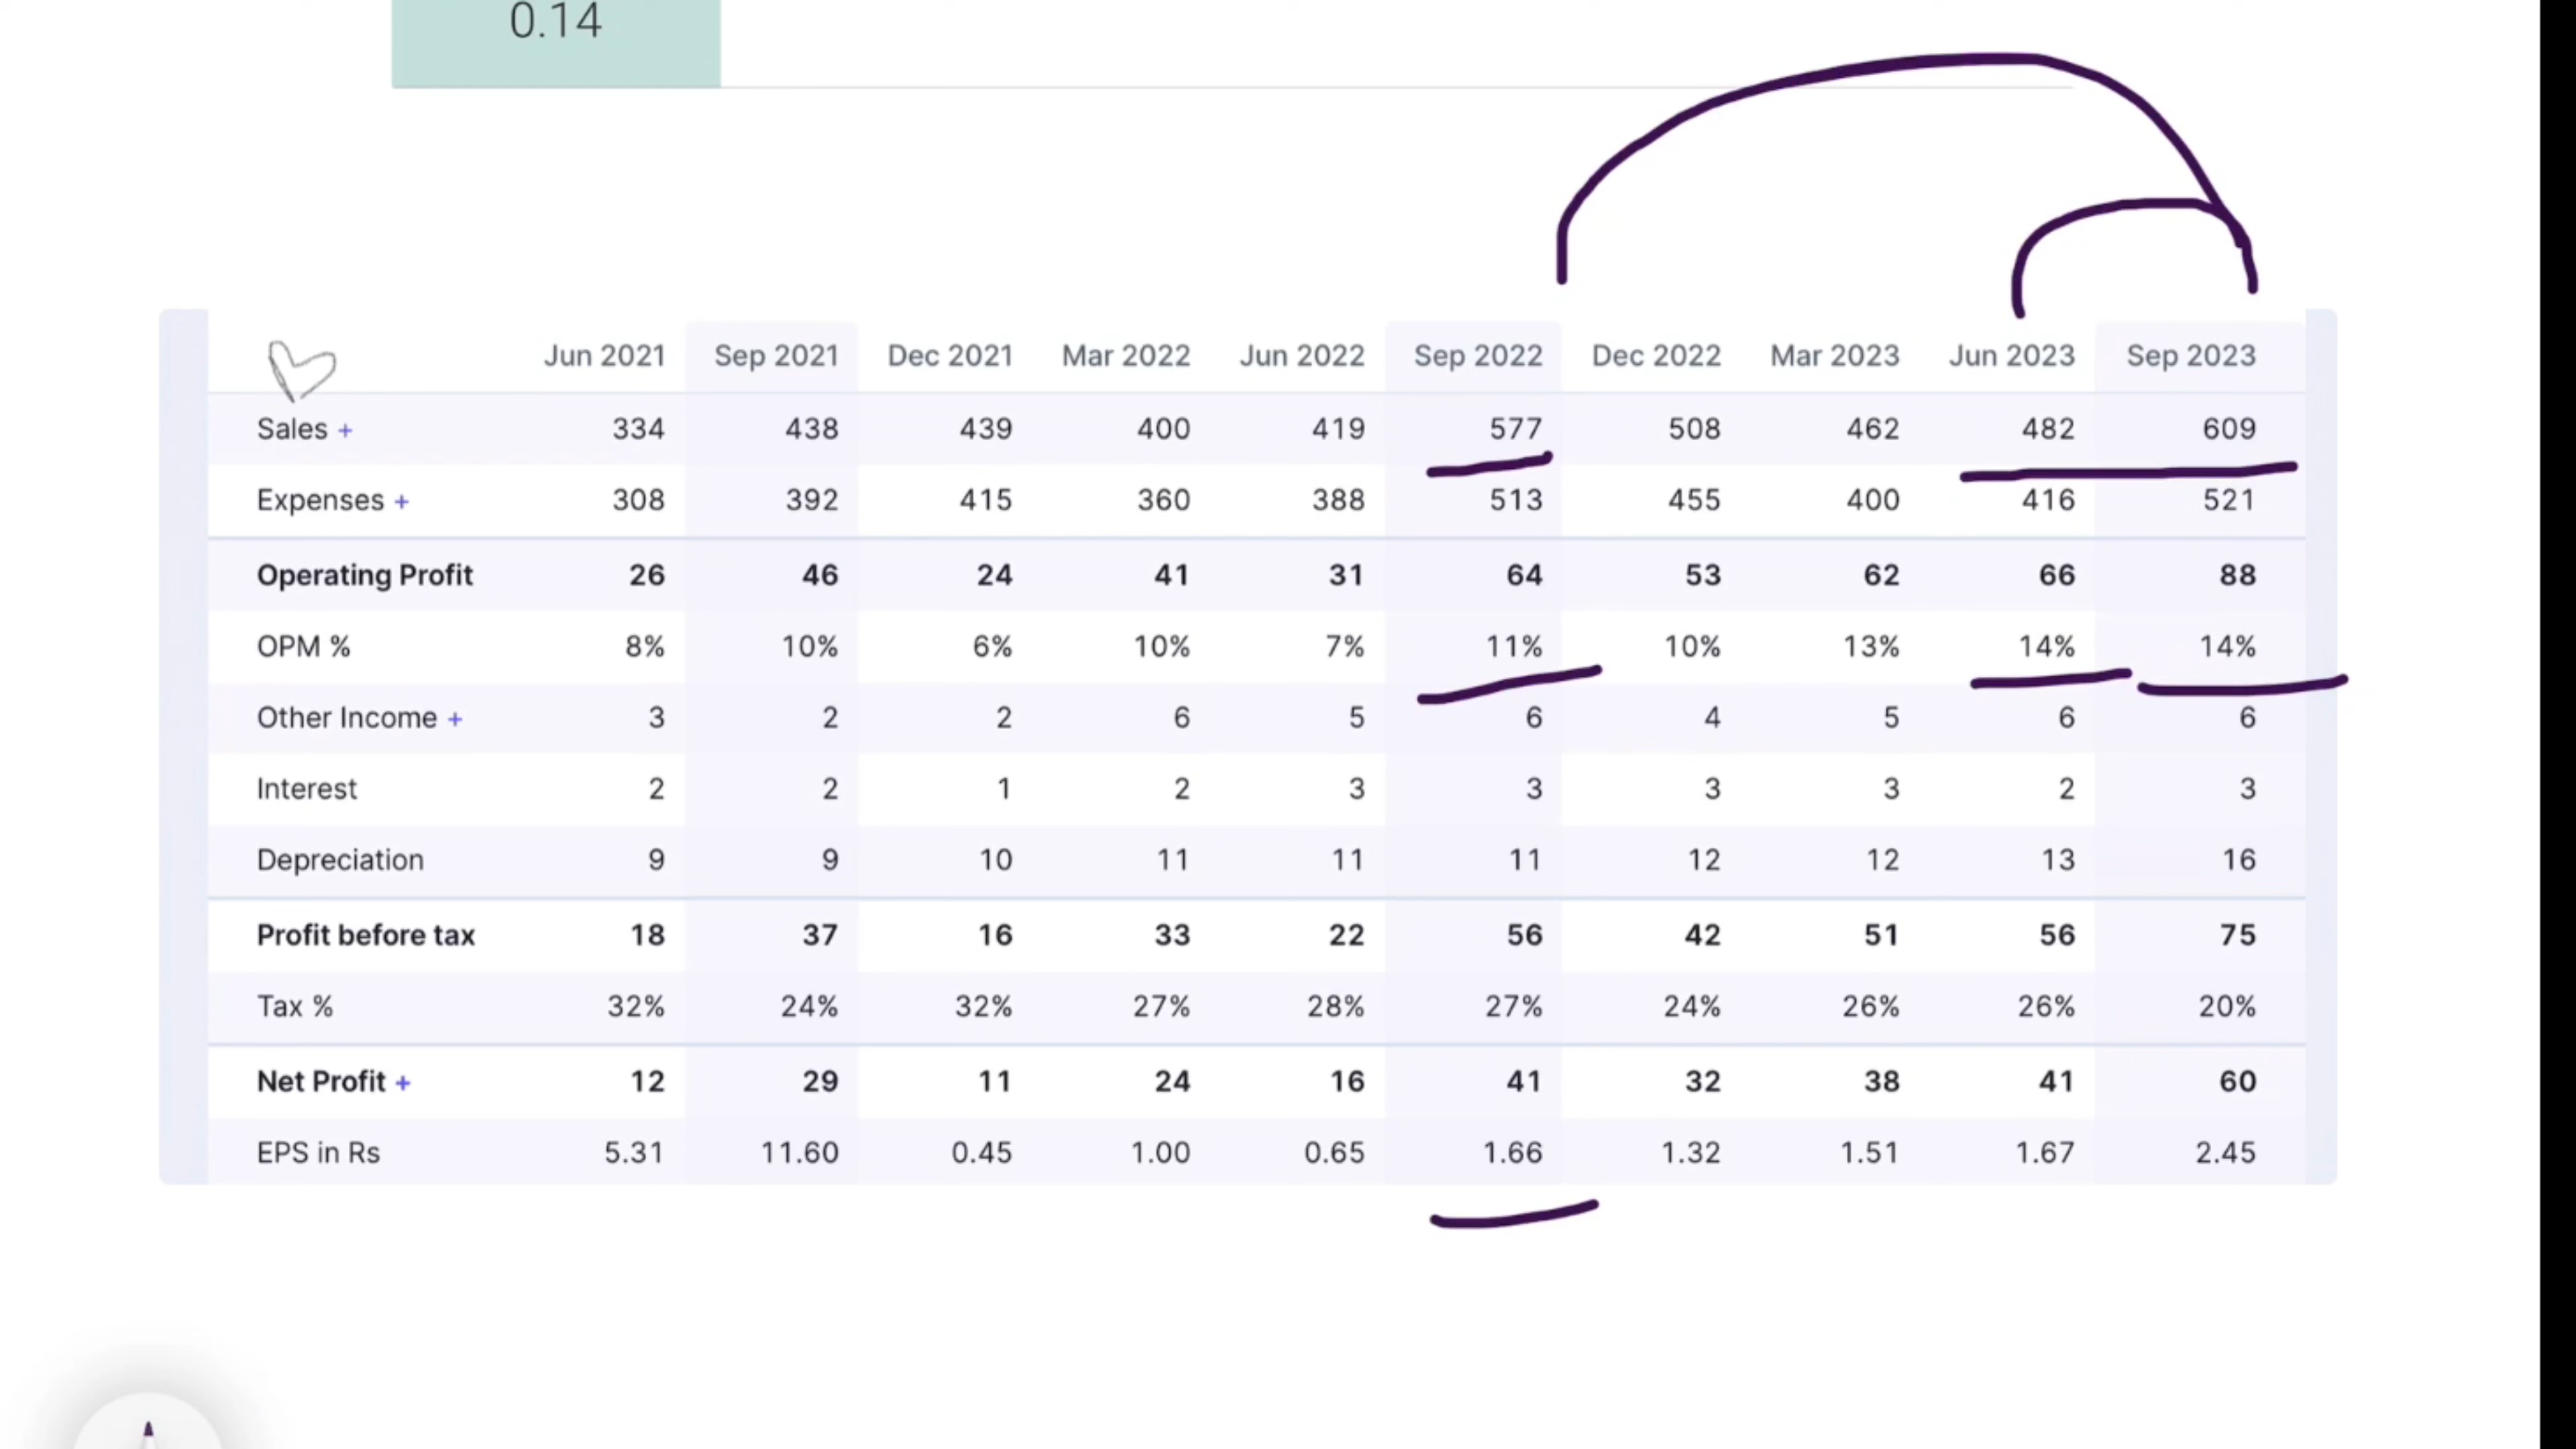 0.14
Jun 2021 Sep 2021 Dec 2021 Mar 2022 Jun 2022 Sep 2022 Dec 2022 Mar 2023 Jun 2023 Sep 2023
Sales + 334 438 439 400 419 577 508 462 482 609
Expenses + 308 392 415 360 388 513 455 400 416 521
Operating Profit 26 46 24 41 31 64 53 62 66 88
OPM % 8% 10% 6% 10% 7% 11% 10% 13% 14% 14%
Other Income + 3 2 2 6 5 6 4 5 6 6
Interest 2 2 1 2 3 3 3 3 2 3
Depreciation 9 9 10 11 11 11 12 12 13 16
Profit before tax 18 37 16 33 22 56 42 51 56 75
Tax % 32% 24% 32% 27% 28% 27% 24% 26% 26% 20%
Net Profit + 12 29 11 24 16 41 32 38 41 60
EPS in Rs 5.31 11.60 0.45 1.00 0.65 1.66 1.32 1.51 1.67 2.45